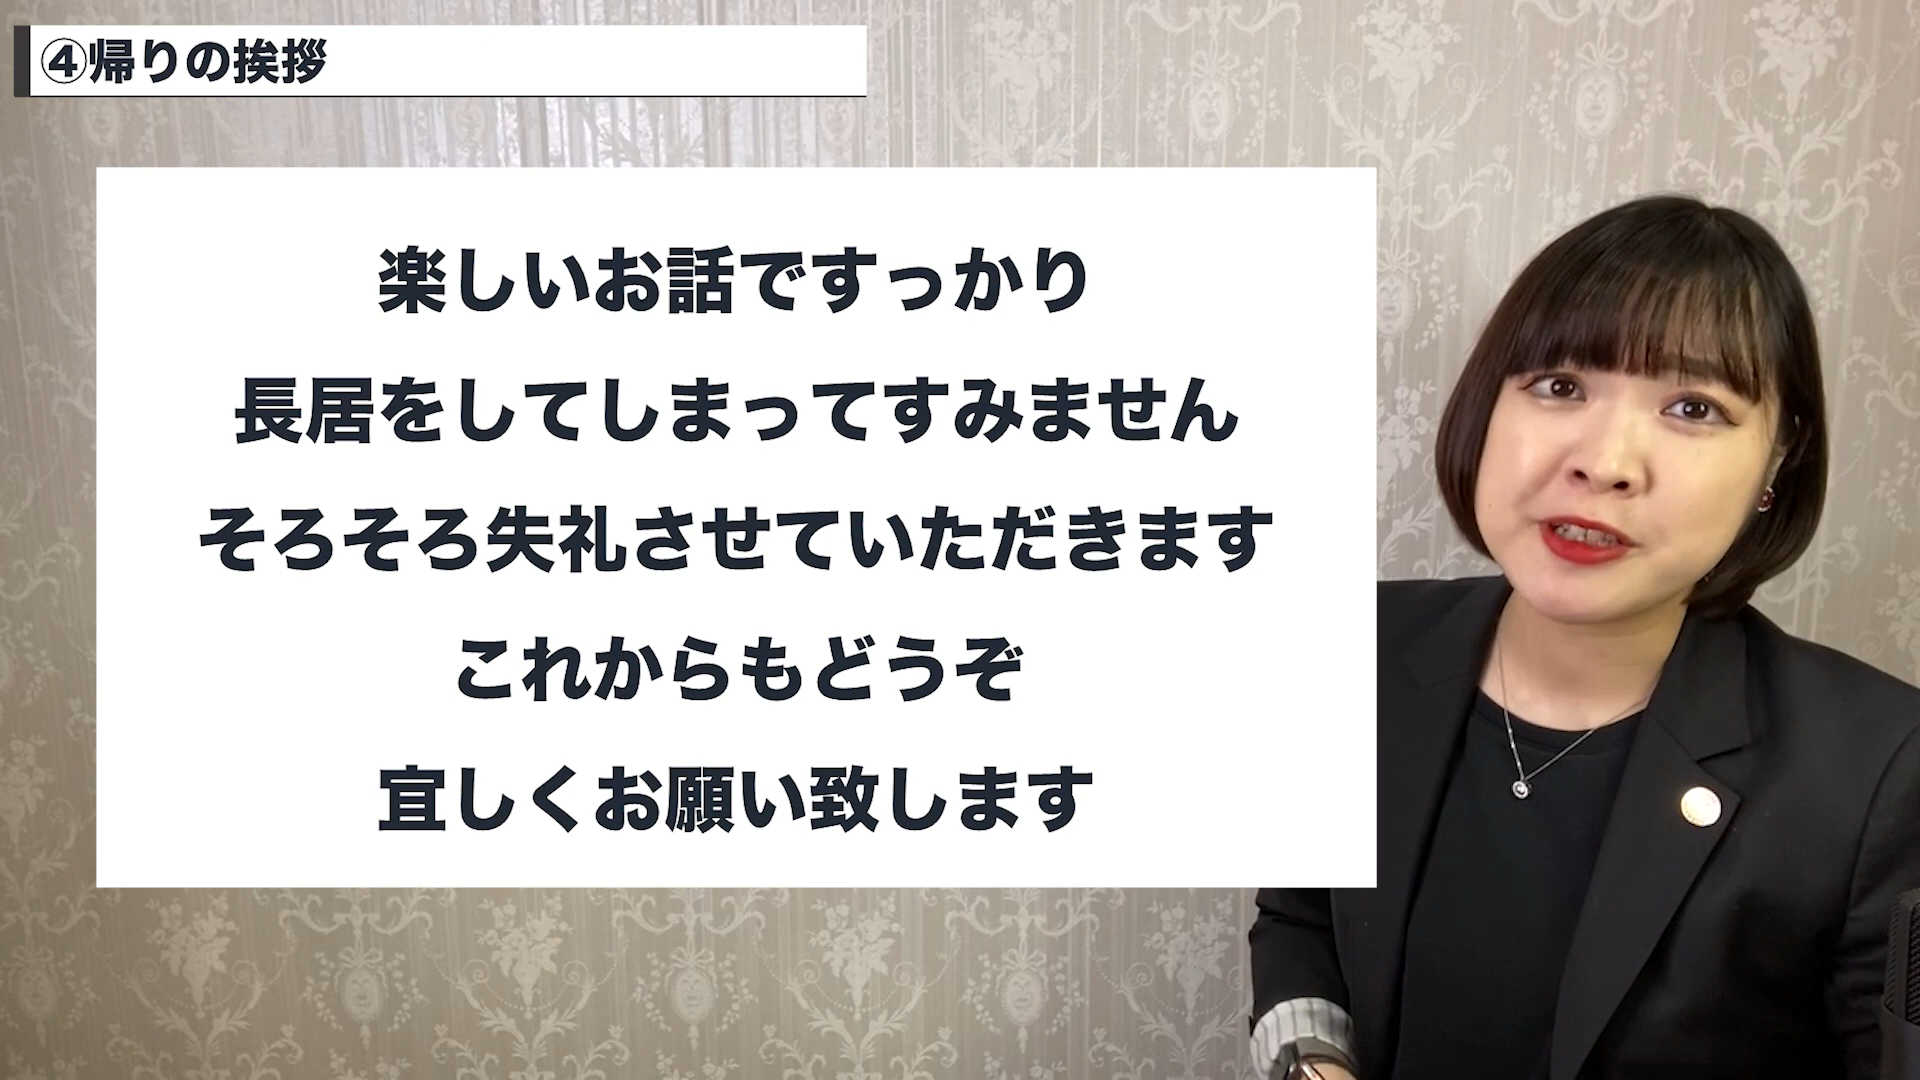 ④帰りの挨拶
楽しいお話ですっかり
長居をしてしまってすみません
そろそろ失礼させていただきます
これからもどうぞ
宜しくお願い致します